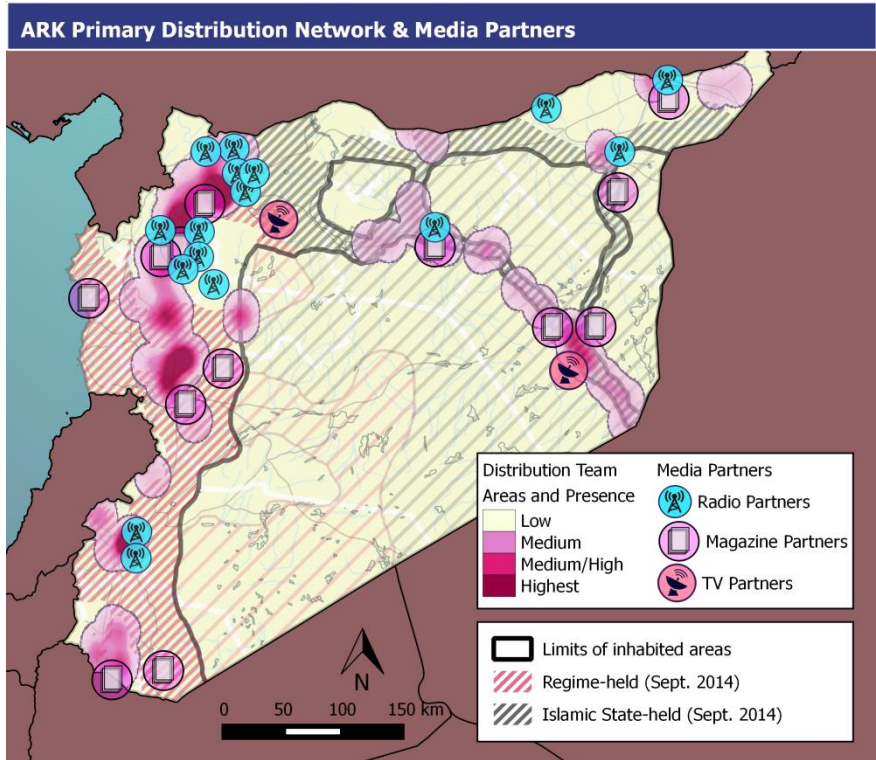 ARK Primary Distribution Network & Media Partners
Distribution Team
Areas and Presence
Low
Medium
Medium/High
Highest
Media Partners
Radio Partners
Magazine Partners
TV Partners
Limits of inhabited areas
Regime-held (Sept. 2014)
Islamic State-held (Sept. 2014)
N
0 50 100 150 km